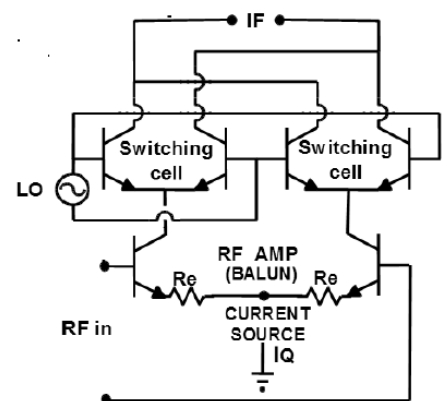 IF
Switching
cell
Switching
cell
LO
RF AMP
(BALUN)
Re
Re
CURRENT
SOURCE
IQ
RF in